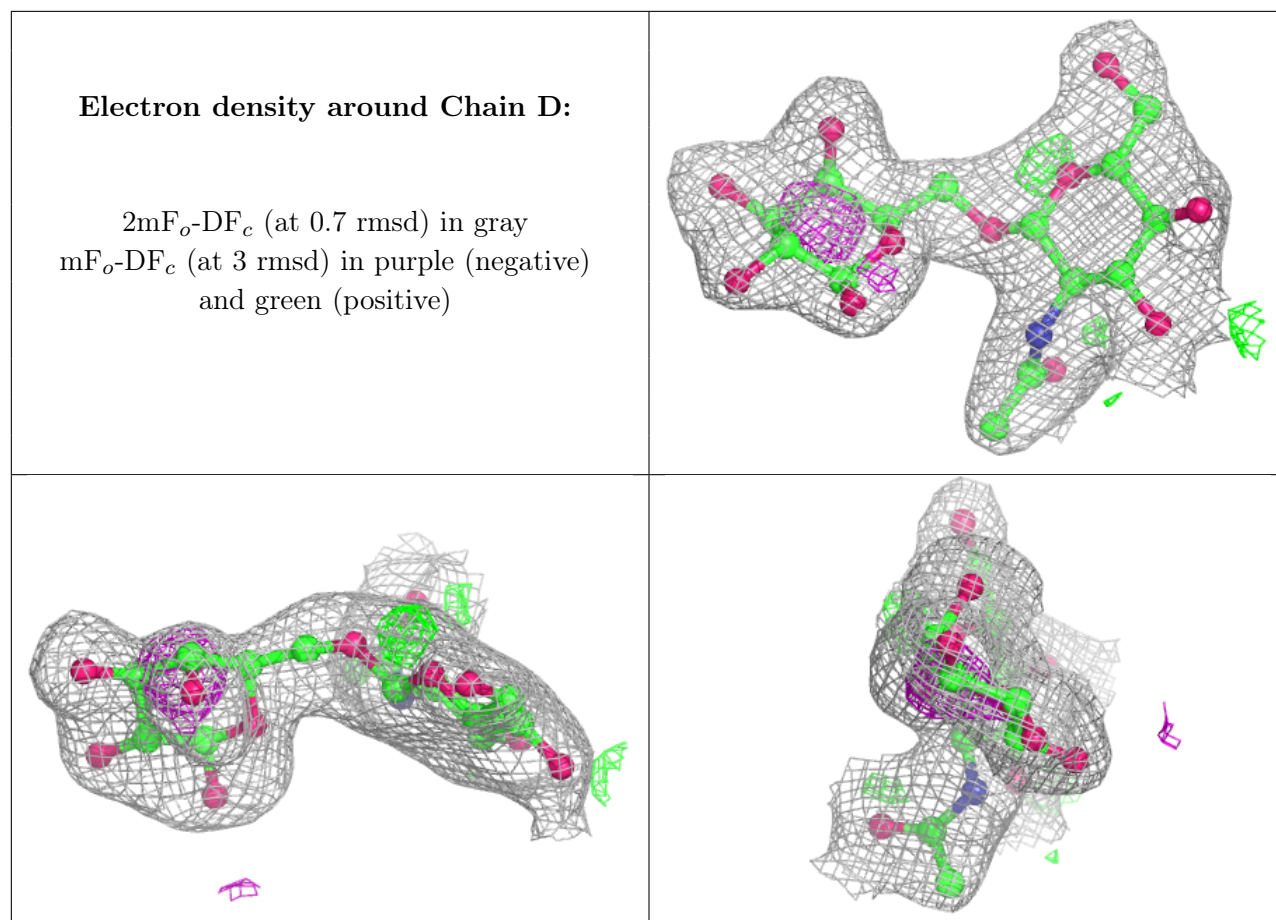 Electron density around Chain D:
2mFₒ-DF𝒸 (at 0.7 rmsd) in gray
mFₒ-DF𝒸 (at 3 rmsd) in purple (negative)
and green (positive)